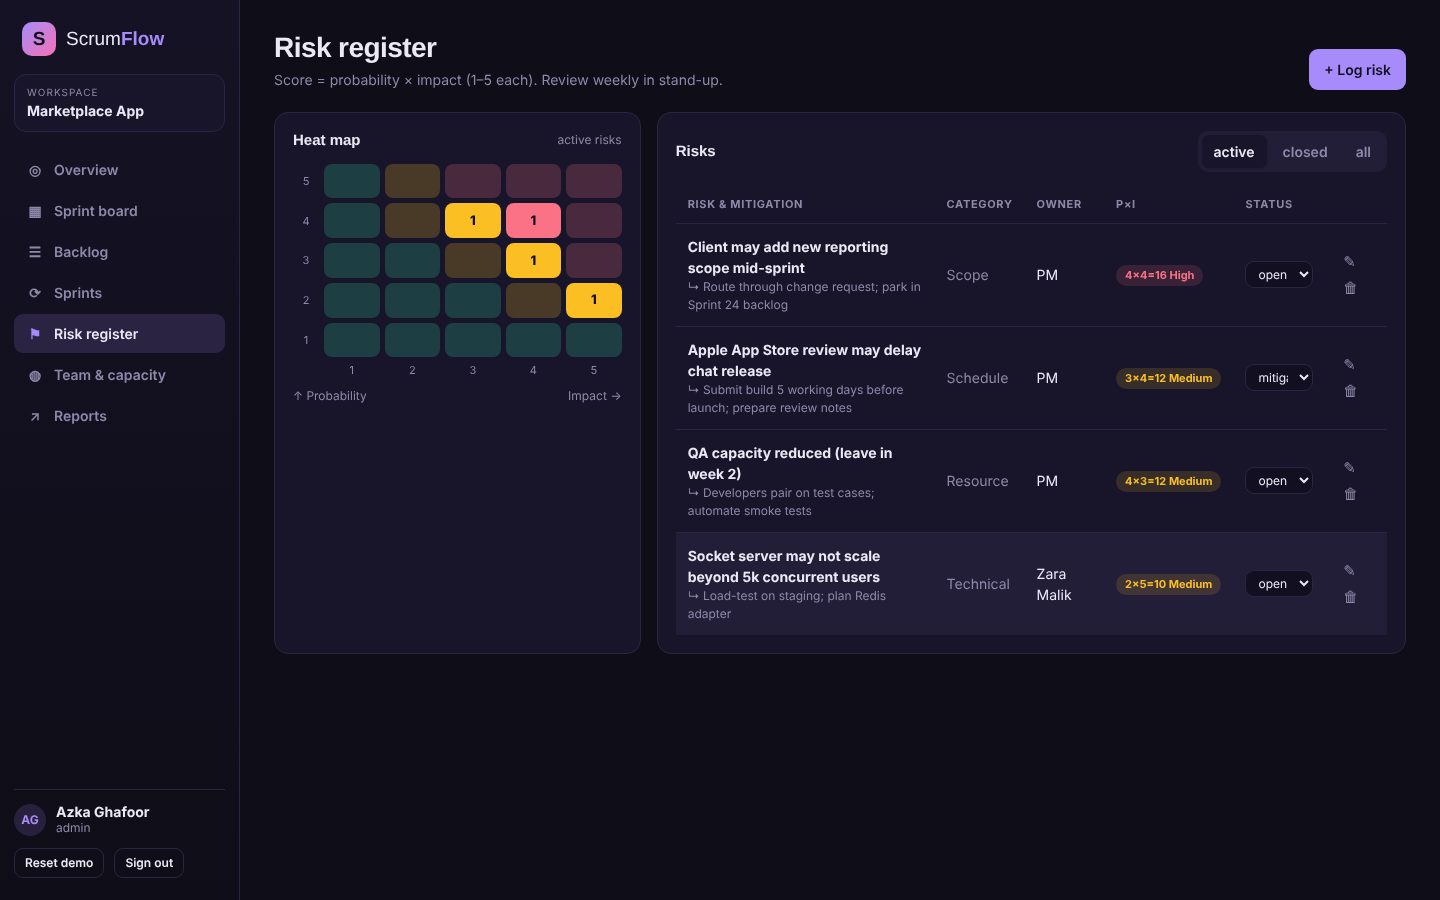 S ScrumFlow
WORKSPACE
Marketplace App
Overview
Sprint board
Backlog
Sprints
Risk register
Team & capacity
Reports
AG
Azka Ghafoor
admin
Reset demo
Sign out
Risk register
Score = probability × impact (1–5 each). Review weekly in stand-up.
+ Log risk
Heat map
active risks
5
4 1 1
3 1
2 1
1
1 2 3 4 5
↑ Probability
Impact →
Risks
active closed all
RISK & MITIGATION CATEGORY OWNER P×I STATUS
Client may add new reporting
scope mid-sprint
↳ Route through change request; park in
Sprint 24 backlog
Scope
PM
4×4=16 High
open
Apple App Store review may delay
chat release
↳ Submit build 5 working days before
launch; prepare review notes
Schedule
PM
3×4=12 Medium
mitiga
QA capacity reduced (leave in
week 2)
↳ Developers pair on test cases;
automate smoke tests
Resource
PM
4×3=12 Medium
open
Socket server may not scale
beyond 5k concurrent users
↳ Load-test on staging; plan Redis
adapter
Technical
Zara
Malik
2×5=10 Medium
open